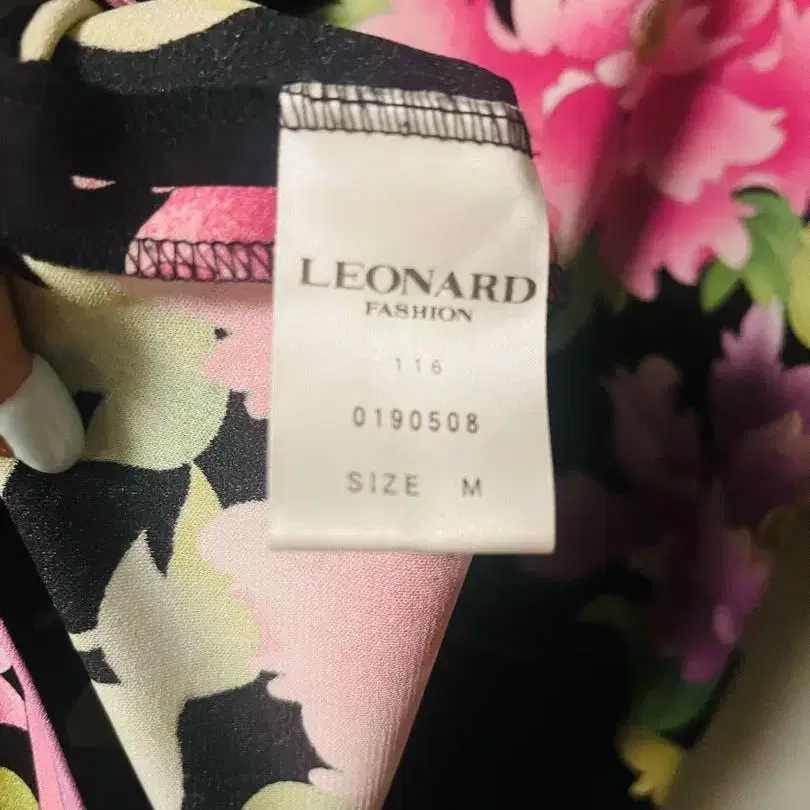 LEONARD
FASHION
116
0190508
SIZE M